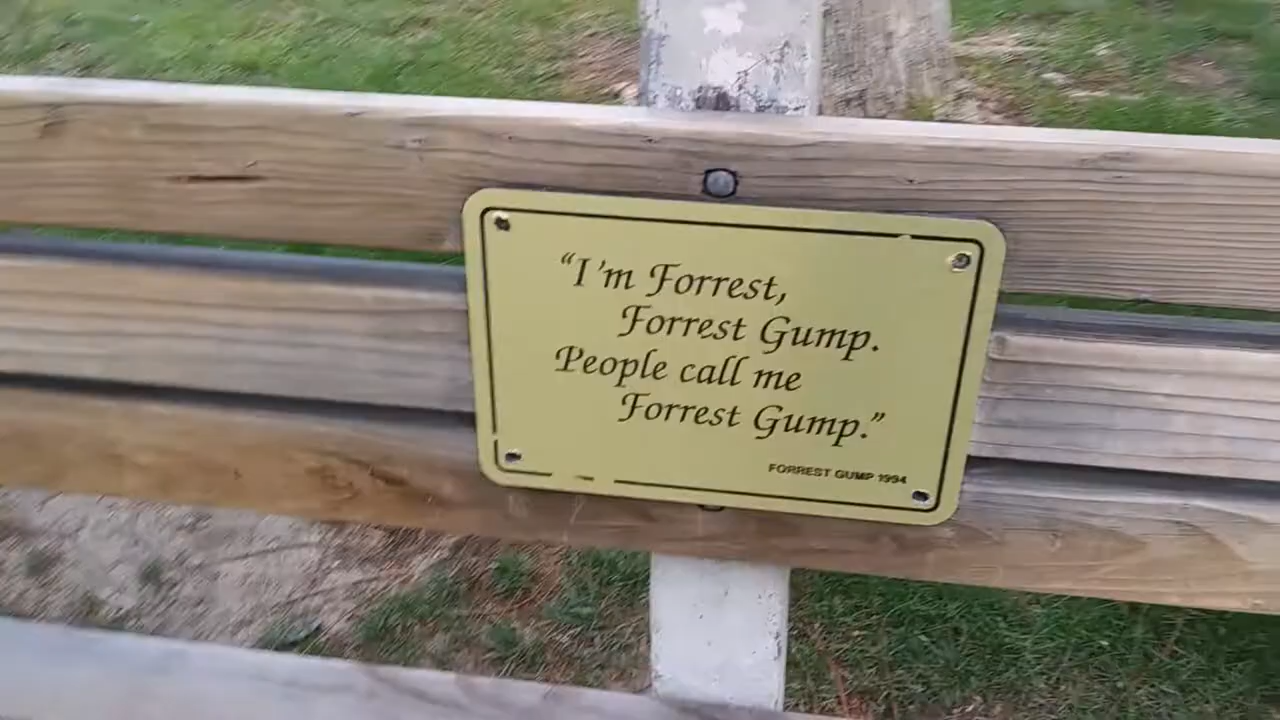 “I’m Forrest,
Forrest Gump.
People call me
Forrest Gump.”
FORREST GUMP 1994